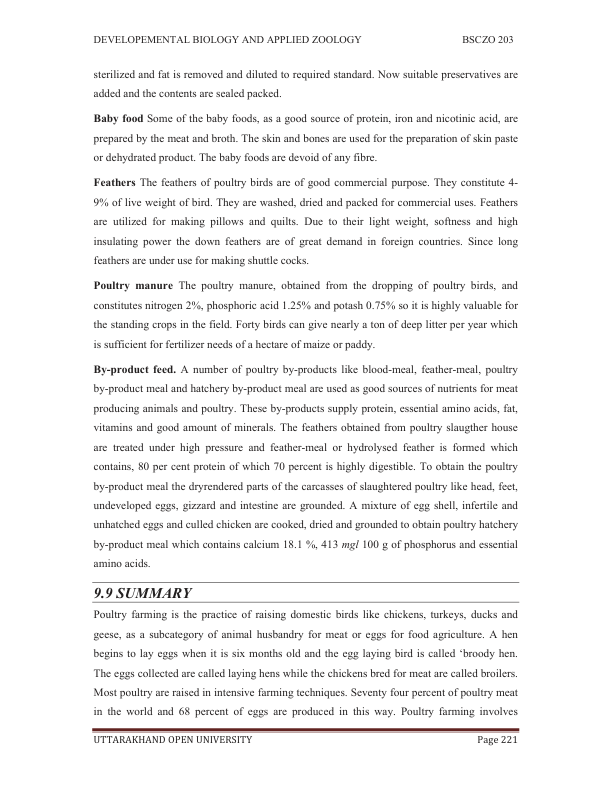 DEVELOPEMENTAL BIOLOGY AND APPLIED ZOOLOGY BSCZO 203
sterilized and fat is removed and diluted to required standard. Now suitable preservatives are
added and the contents are sealed packed.
Baby food Some of the baby foods, as a good source of protein, iron and nicotinic acid, are
prepared by the meat and broth. The skin and bones are used for the preparation of skin paste
or dehydrated product. The baby foods are devoid of any fibre.
Feathers The feathers of poultry birds are of good commercial purpose. They constitute 4-
9% of live weight of bird. They are washed, dried and packed for commercial uses. Feathers
are utilized for making pillows and quilts. Due to their light weight, softness and high
insulating power the down feathers are of great demand in foreign countries. Since long
feathers are under use for making shuttle cocks.
Poultry manure The poultry manure, obtained from the dropping of poultry birds, and
constitutes nitrogen 2%, phosphoric acid 1.25% and potash 0.75% so it is highly valuable for
the standing crops in the field. Forty birds can give nearly a ton of deep litter per year which
is sufficient for fertilizer needs of a hectare of maize or paddy.
By-product feed. A number of poultry by-products like blood-meal, feather-meal, poultry
by-product meal and hatchery by-product meal are used as good sources of nutrients for meat
producing animals and poultry. These by-products supply protein, essential amino acids, fat,
vitamins and good amount of minerals. The feathers obtained from poultry slaugther house
are treated under high pressure and feather-meal or hydrolysed feather is formed which
contains, 80 per cent protein of which 70 percent is highly digestible. To obtain the poultry
by-product meal the dryrendered parts of the carcasses of slaughtered poultry like head, feet,
undeveloped eggs, gizzard and intestine are grounded. A mixture of egg shell, infertile and
unhatched eggs and culled chicken are cooked, dried and grounded to obtain poultry hatchery
by-product meal which contains calcium 18.1 %, 413 mgl 100 g of phosphorus and essential
amino acids.
9.9 SUMMARY
Poultry farming is the practice of raising domestic birds like chickens, turkeys, ducks and
geese, as a subcategory of animal husbandry for meat or eggs for food agriculture. A hen
begins to lay eggs when it is six months old and the egg laying bird is called ‘broody hen.
The eggs collected are called laying hens while the chickens bred for meat are called broilers.
Most poultry are raised in intensive farming techniques. Seventy four percent of poultry meat
in the world and 68 percent of eggs are produced in this way. Poultry farming involves
UTTARAKHAND OPEN UNIVERSITY Page 221